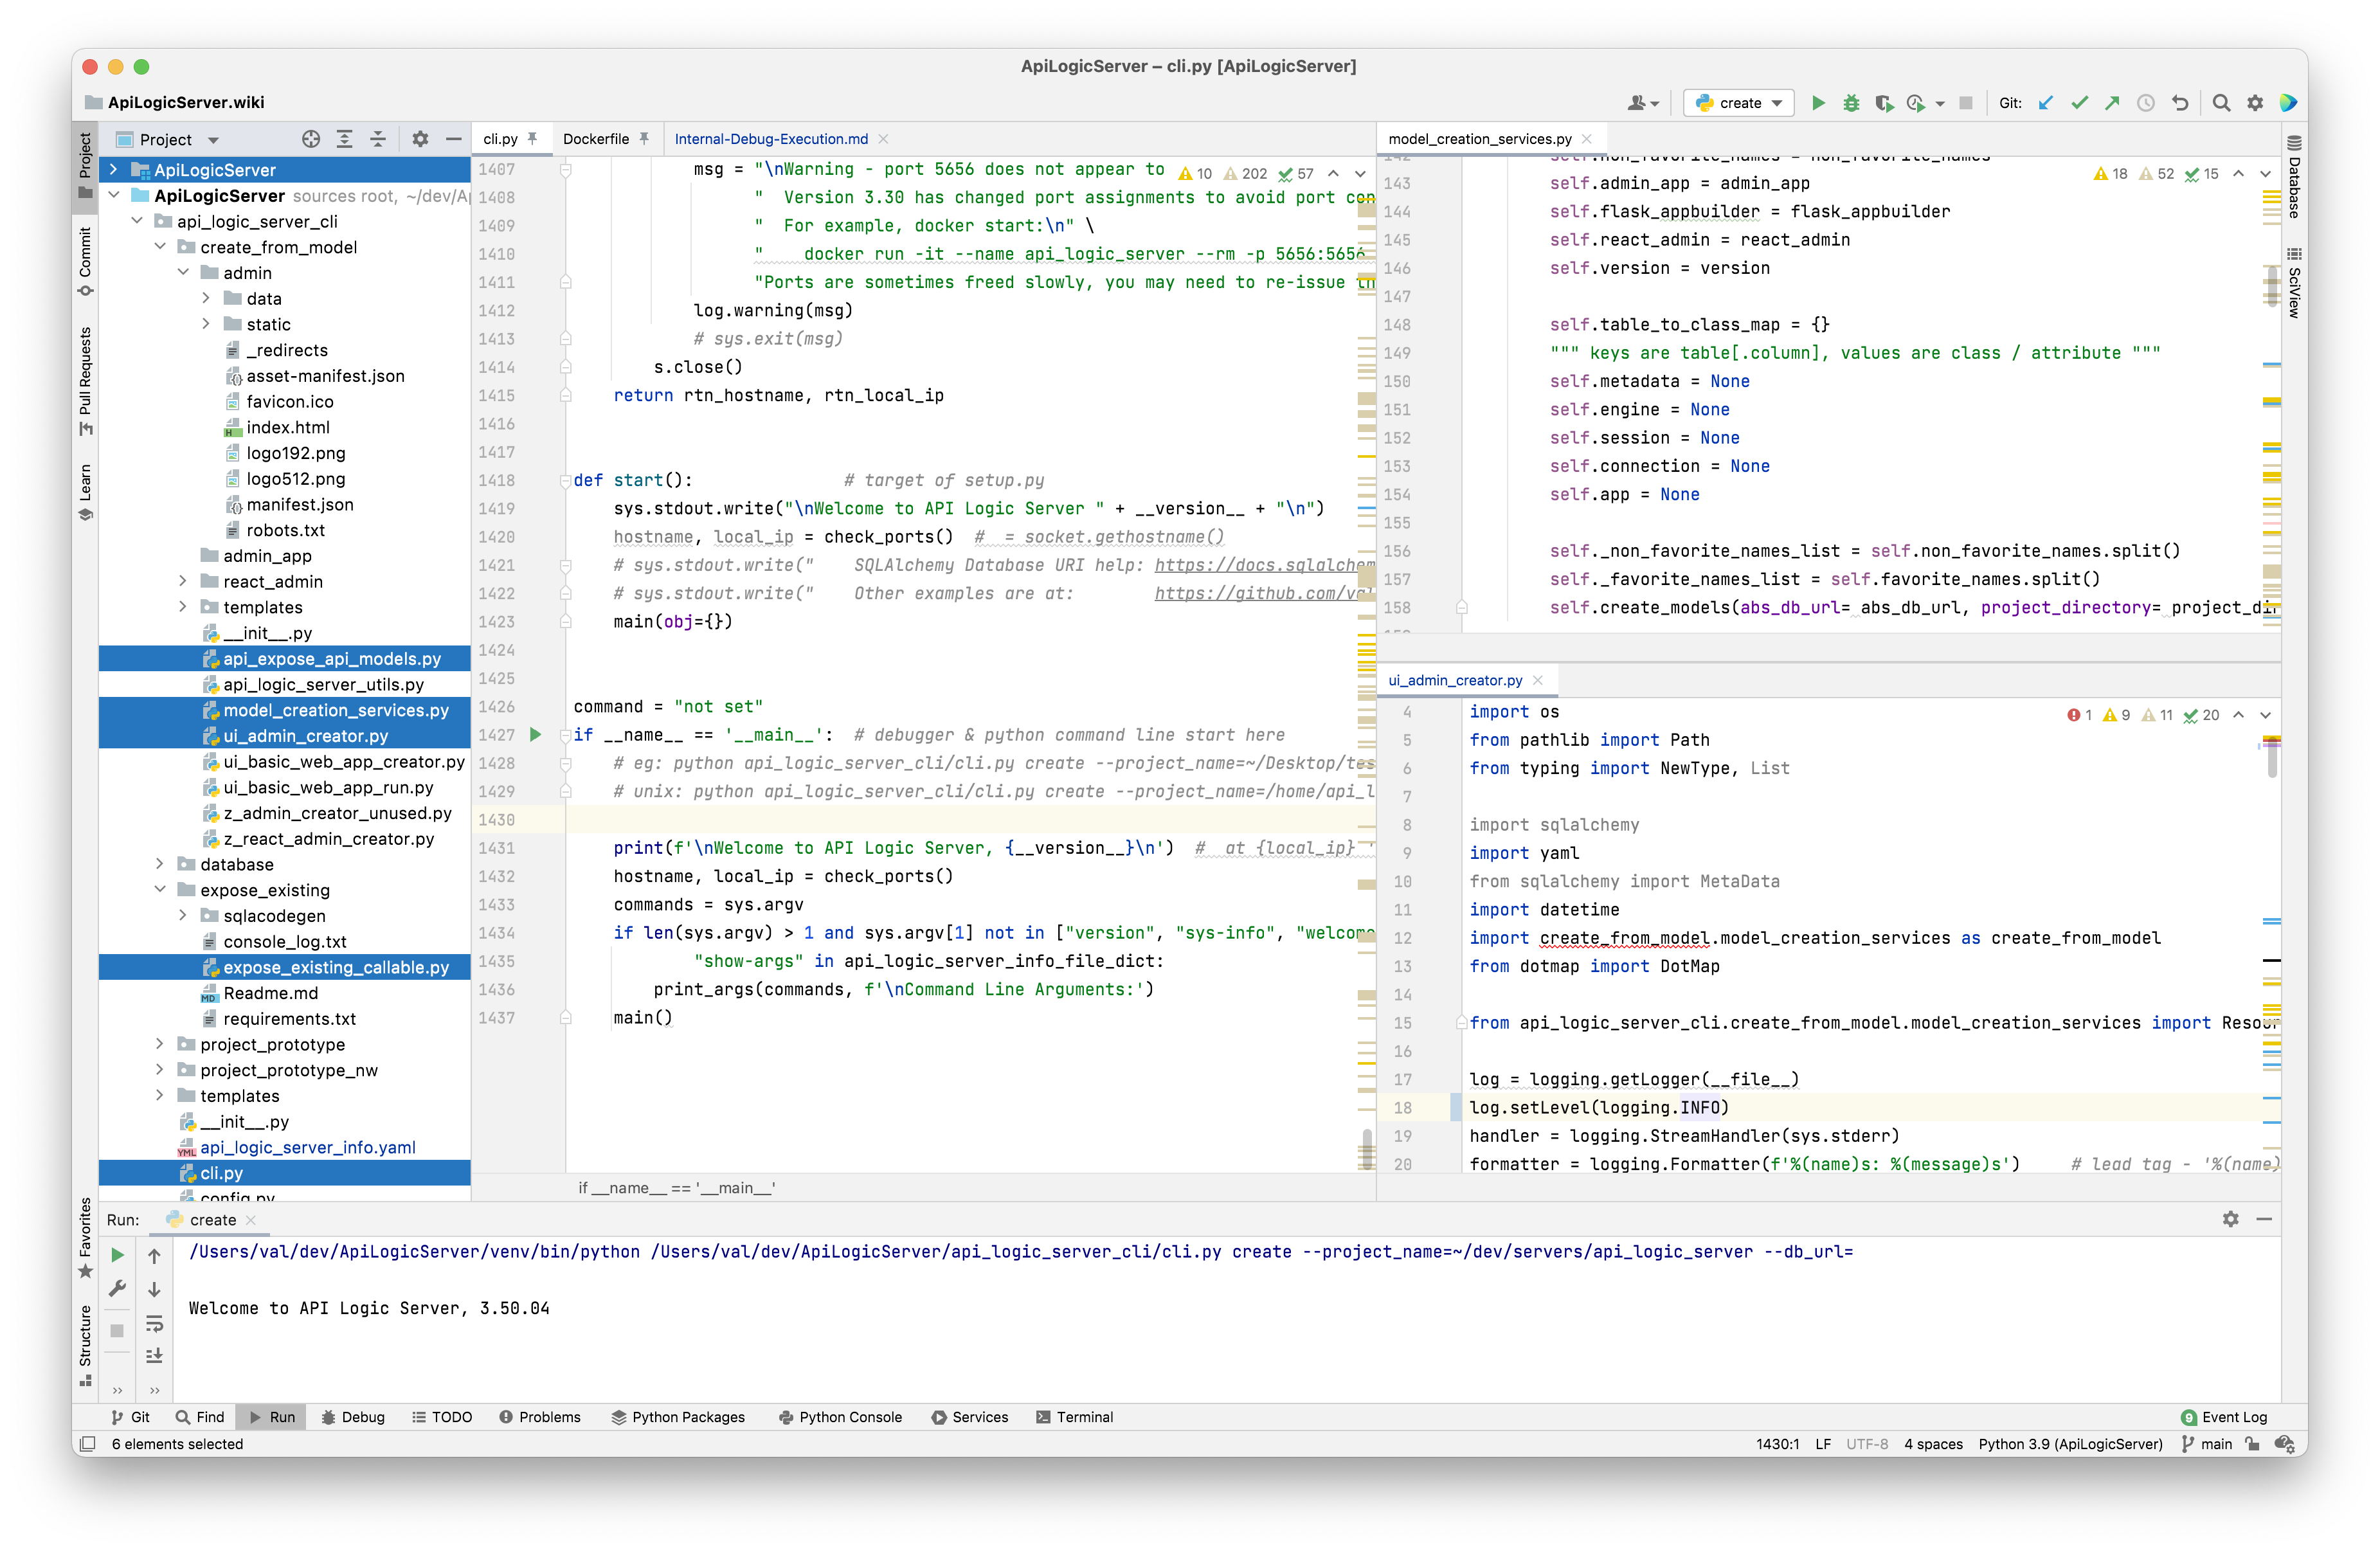 ApiLogicServer – cli.py [ApiLogicServer]
ApiLogicServer.wiki
create
Git:
Project
Commit
Pull Requests
Learn
Favorites
Structure
Project
ApiLogicServer
ApiLogicServer sources root, ~/dev/A
api_logic_server_cli
create_from_model
admin
data
static
_redirects
asset-manifest.json
favicon.ico
index.html
logo192.png
logo512.png
manifest.json
robots.txt
admin_app
react_admin
templates
__init__.py
api_expose_api_models.py
api_logic_server_utils.py
model_creation_services.py
ui_admin_creator.py
ui_basic_web_app_creator.py
ui_basic_web_app_run.py
z_admin_creator_unused.py
z_react_admin_creator.py
database
expose_existing
sqlacodegen
console_log.txt
expose_existing_callable.py
Readme.md
requirements.txt
project_prototype
project_prototype_nw
templates
__init__.py
api_logic_server_info.yaml
cli.py
config.py
cli.py
Dockerfile
Internal-Debug-Execution.md
10 202 57
1407 msg = "\nWarning - port 5656 does not appear to
1408 "  Version 3.30 has changed port assignments to avoid port con
1409 "  For example, docker start:\n" \
1410 "    docker run -it --name api_logic_server --rm -p 5656:5656
1411 "Ports are sometimes freed slowly, you may need to re-issue th
1412 log.warning(msg)
1413 # sys.exit(msg)
1414 s.close()
1415 return rtn_hostname, rtn_local_ip
1416
1417
1418 def start():               # target of setup.py
1419 sys.stdout.write("\nWelcome to API Logic Server " + __version__ + "\n")
1420 hostname, local_ip = check_ports()  #  = socket.gethostname()
1421 # sys.stdout.write("    SQLAlchemy Database URI help: https://docs.sqlalchem
1422 # sys.stdout.write("    Other examples are at:        https://github.com/val
1423 main(obj={})
1424
1425
1426 command = "not set"
1427 if __name__ == '__main__':  # debugger & python command line start here
1428 # eg: python api_logic_server_cli/cli.py create --project_name=~/Desktop/tes
1429 # unix: python api_logic_server_cli/cli.py create --project_name=/home/api_l
1430
1431 print(f'\nWelcome to API Logic Server, {__version__}\n')  #  at {local_ip} '
1432 hostname, local_ip = check_ports()
1433 commands = sys.argv
1434 if len(sys.argv) > 1 and sys.argv[1] not in ["version", "sys-info", "welcome
1435 "show-args" in api_logic_server_info_file_dict:
1436 print_args(commands, f'\nCommand Line Arguments:')
1437 main()
if __name__ == '__main__'
model_creation_services.py
18 52 15
142 self.non_favorite_names = non_favorite_names
143 self.admin_app = admin_app
144 self.flask_appbuilder = flask_appbuilder
145 self.react_admin = react_admin
146 self.version = version
147
148 self.table_to_class_map = {}
149 """ keys are table[.column], values are class / attribute """
150 self.metadata = None
151 self.engine = None
152 self.session = None
153 self.connection = None
154 self.app = None
155
156 self._non_favorite_names_list = self.non_favorite_names.split()
157 self._favorite_names_list = self.favorite_names.split()
158 self.create_models(abs_db_url= abs_db_url, project_directory= project_dir
ui_admin_creator.py
1 9 11 20
4 import os
5 from pathlib import Path
6 from typing import NewType, List
7
8 import sqlalchemy
9 import yaml
10 from sqlalchemy import MetaData
11 import datetime
12 import create_from_model.model_creation_services as create_from_model
13 from dotmap import DotMap
14
15 from api_logic_server_cli.create_from_model.model_creation_services import Resour
16
17 log = logging.getLogger(__file__)
18 log.setLevel(logging.INFO)
19 handler = logging.StreamHandler(sys.stderr)
20 formatter = logging.Formatter(f'%(name)s: %(message)s')     # lead tag - '%(name)
Database
SciView
Run: create
/Users/val/dev/ApiLogicServer/venv/bin/python /Users/val/dev/ApiLogicServer/api_logic_server_cli/cli.py create --project_name=~/dev/servers/api_logic_server --db_url=
Welcome to API Logic Server, 3.50.04
Git Find Run Debug TODO Problems Python Packages Python Console Services Terminal 9 Event Log
6 elements selected 1430:1 LF UTF-8 4 spaces Python 3.9 (ApiLogicServer) main